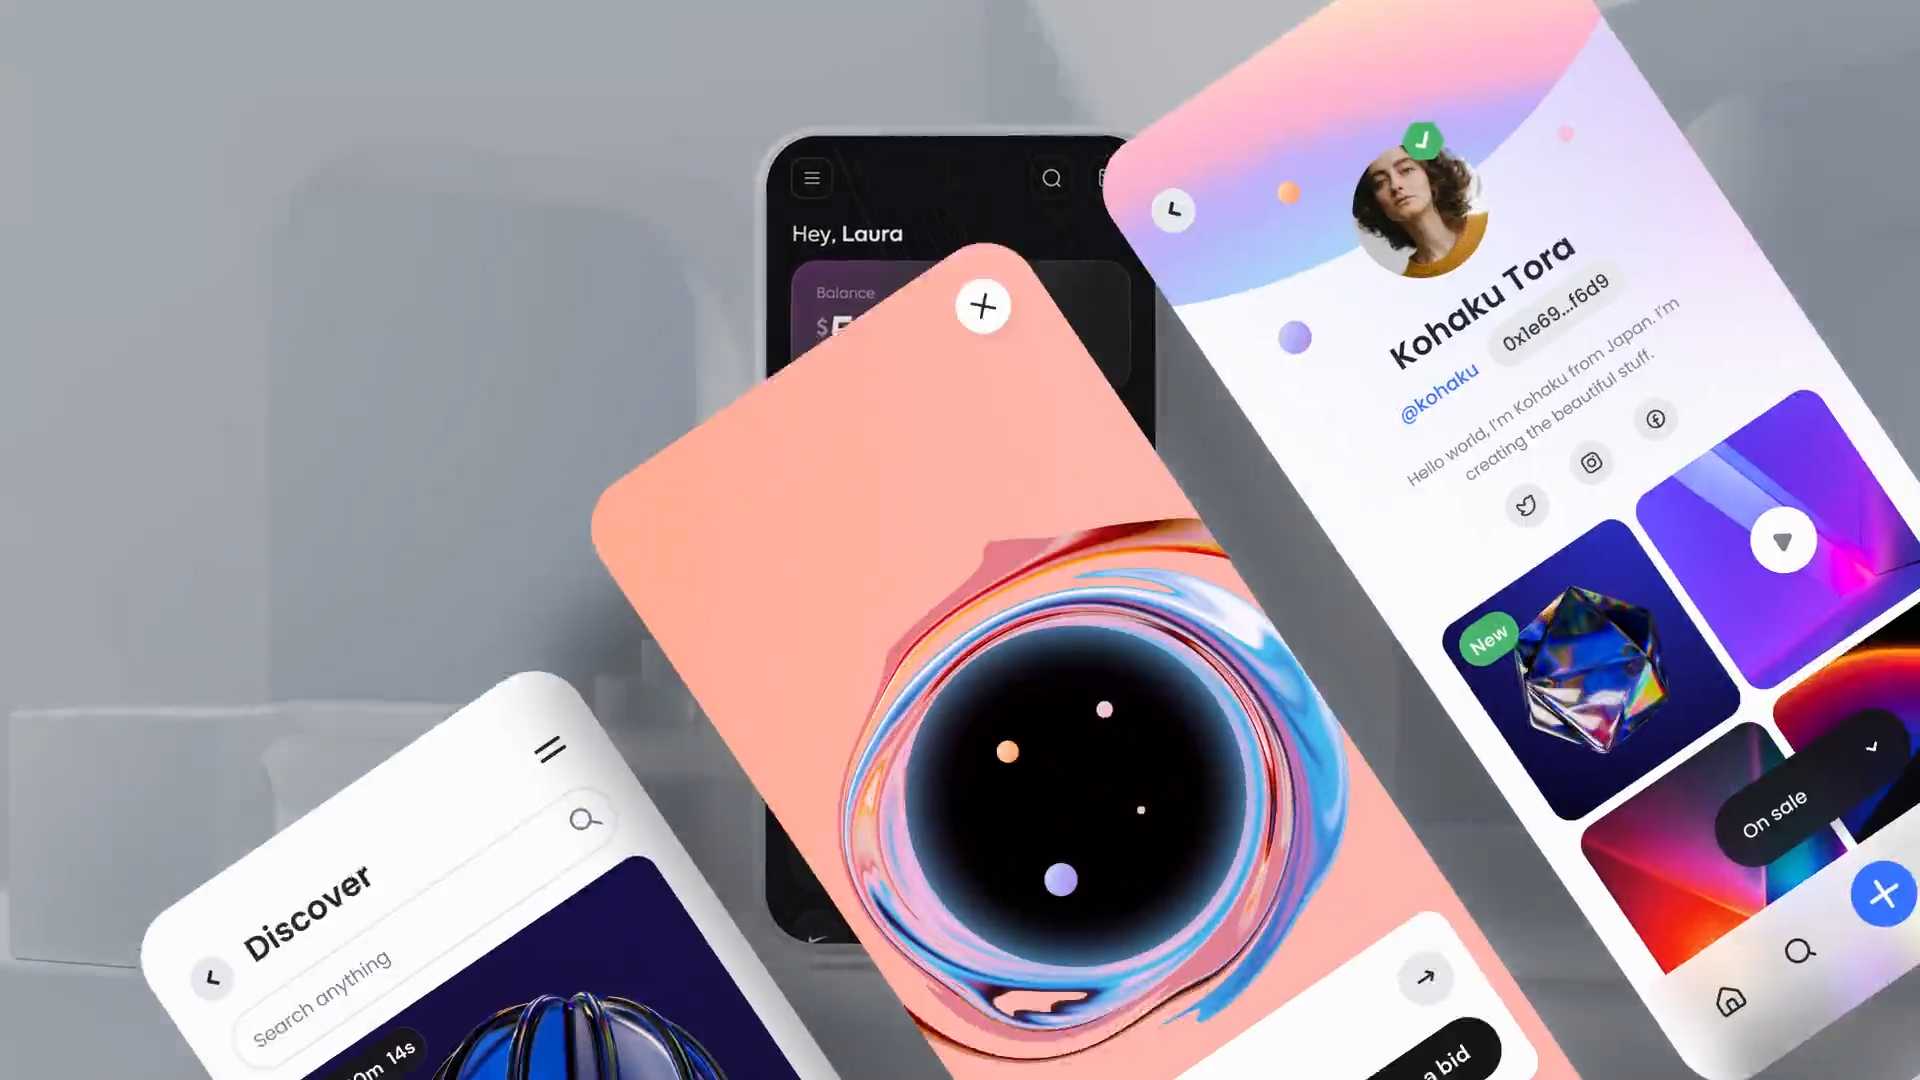 Hey, Laura
Balance
$
Discover
Search anything
14s
a bid
Kohaku Tora
@kohaku
0x1e69...f6d9
Hello world, I'm Kohaku from Japan. I'm
creating the beautiful stuff.
New
On sale